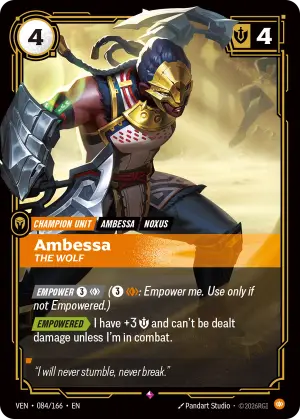 4
4
CHAMPION UNIT AMBESSA NOXUS
Ambessa
THE WOLF
EMPOWER 3 (3 : Empower me. Use only if
not Empowered.)
EMPOWERED I have +3 and can't be dealt
damage unless I'm in combat.
"I will never stumble, never break."
VEN • 084/166 • EN
Pandart Studio • ©2026RGI